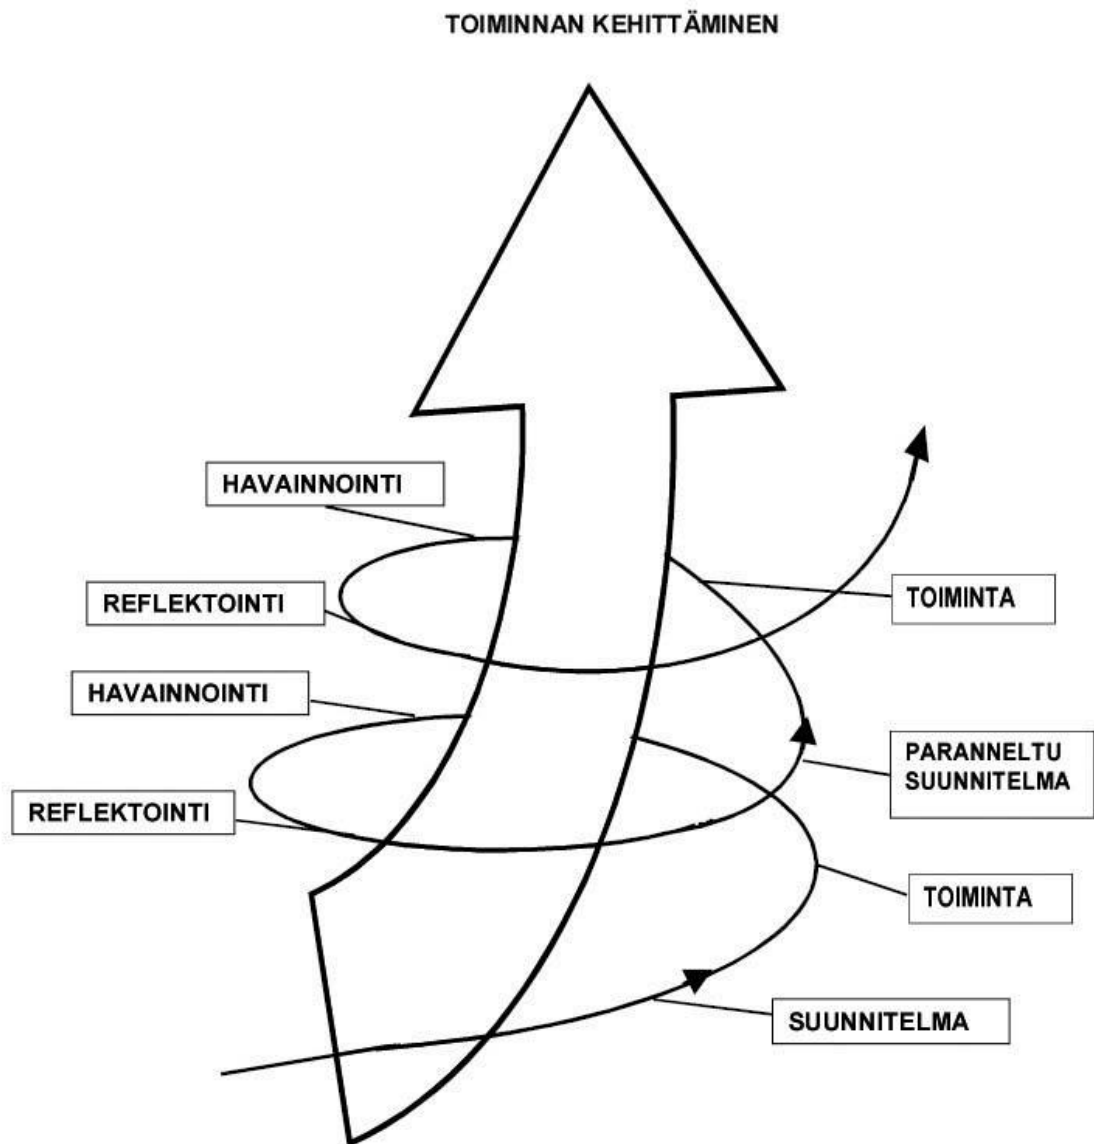 TOIMINNAN KEHITTÄMINEN
HAVAINNOINTI
REFLEKTOINTI
TOIMINTA
HAVAINNOINTI
PARANNELTU
SUUNNITELMA
REFLEKTOINTI
TOIMINTA
SUUNNITELMA